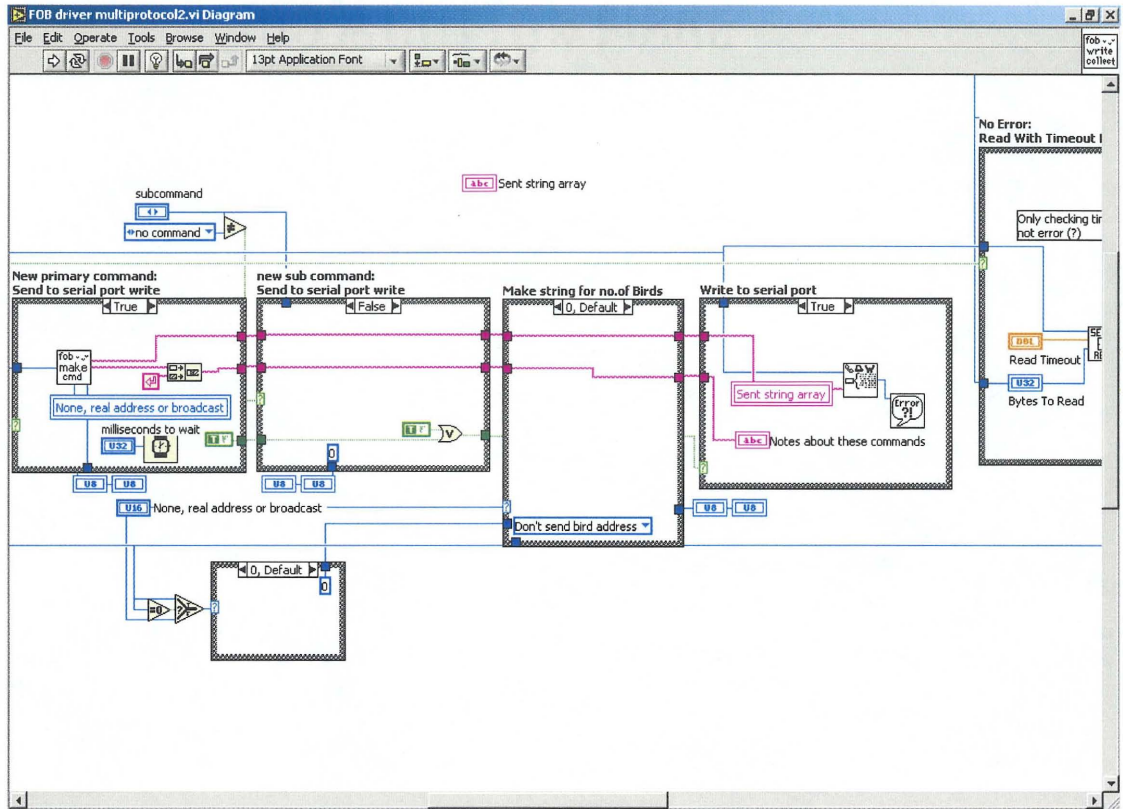 FOB driver multiprotocol2.vi Diagram
File Edit Operate Tools Browse Window Help
13pt Application Font
fob
write
collect
No Error:
Read With Timeout
Sent string array
abc
subcommand
no command
Only checking
not error (?)
New primary command:
Send to serial port write
new sub command:
Send to serial port write
Make string for no.of Birds
Write to serial port
True
False
0, Default
True
fob
make
cmd
DBL
Read Timeout
None, real address or broadcast
Sent string array
Error
?!
U32
Bytes To Read
milliseconds to wait
U32
T F
T F
V
abc
Notes about these commands
0
U8 U8
U8 U8
U16
None, real address or broadcast
U8 U8
Don't send bird address
0, Default
0
=0
?